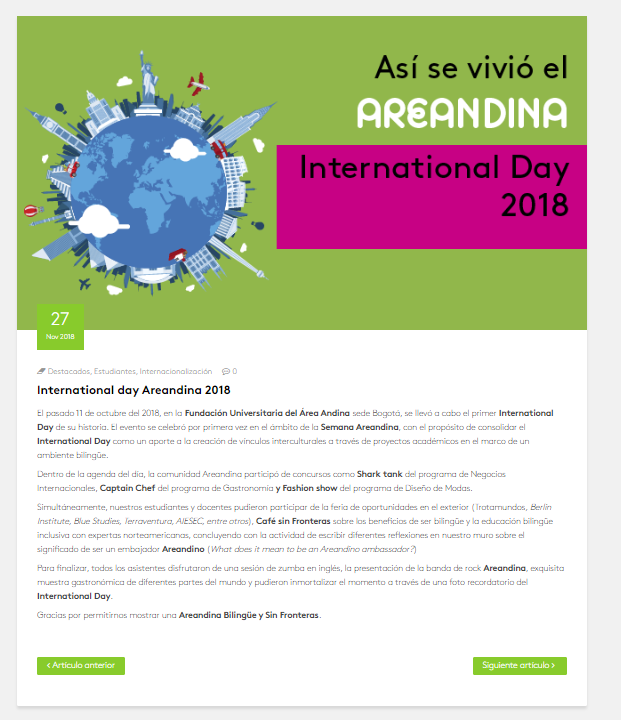 Así se vivió el
AREANDINA
International Day
2018
27
Nov 2018
Destacados, Estudiantes, Internacionalización 0
International day Areandina 2018
El pasado 11 de octubre del 2018, en la Fundación Universitaria del Área Andina sede Bogotá, se llevó a cabo el primer International
Day de su historia. El evento se celebró por primera vez en el ámbito de la Semana Areandina, con el propósito de consolidar el
International Day como un aporte a la creación de vínculos interculturales a través de proyectos académicos en el marco de un
ambiente bilingüe.
Dentro de la agenda del día, la comunidad Areandina participó de concursos como Shark tank del programa de Negocios
Internacionales, Captain Chef del programa de Gastronomía y Fashion show del programa de Diseño de Modas.
Simultáneamente, nuestros estudiantes y docentes pudieron participar de la feria de oportunidades en el exterior (Trotamundos, Berlin
Institute, Blue Studies, Terraventura, AIESEC, entre otros), Café sin Fronteras sobre los beneficios de ser bilingüe y la educación bilingüe
inclusiva con expertas norteamericanas, concluyendo con la actividad de escribir diferentes reflexiones en nuestro muro sobre el
significado de ser un embajador Areandino (What does it mean to be an Areandino ambassador?)
Para finalizar, todos los asistentes disfrutaron de una sesión de zumba en inglés, la presentación de la banda de rock Areandina, exquisita
muestra gastronómica de diferentes partes del mundo y pudieron inmortalizar el momento a través de una foto recordatorio del
International Day.
Gracias por permitirnos mostrar una Areandina Bilingüe y Sin Fronteras.
‹ Artículo anterior
Siguiente artículo ›